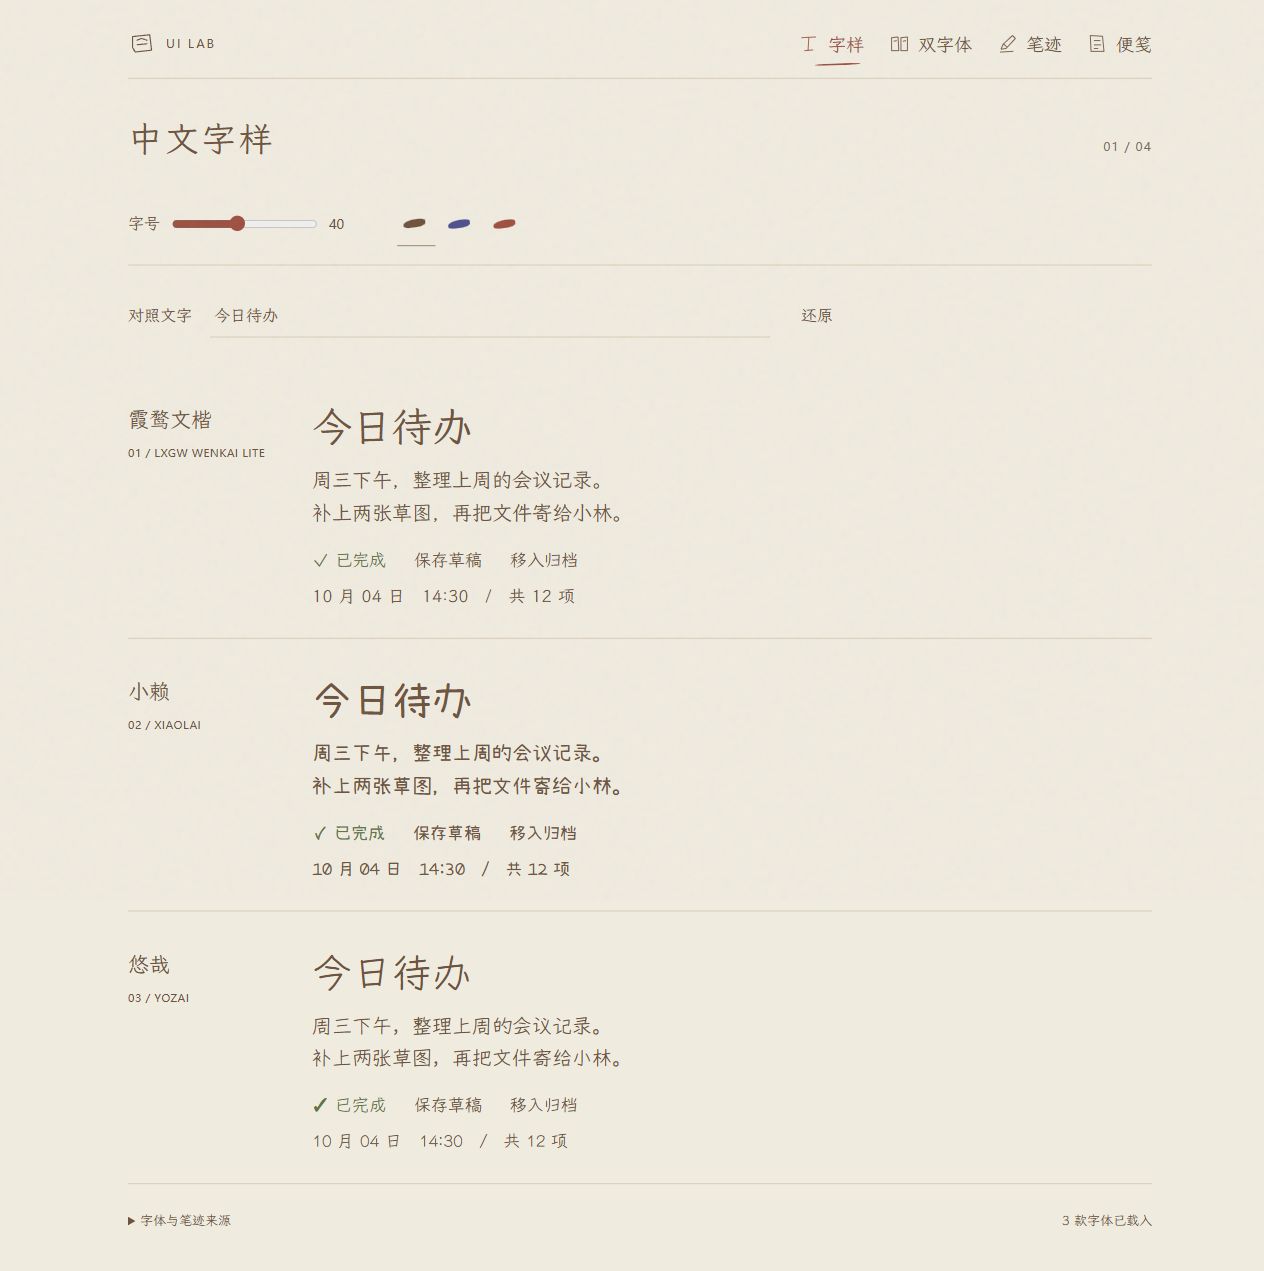 UI LAB
字样 双字体 笔迹 便笺
中文字样
01 / 04
字号 40
对照文字 今日待办 还原
霞鹜文楷
01 / LXGW WENKAI LITE
今日待办
周三下午，整理上周的会议记录。
补上两张草图，再把文件寄给小林。
✓ 已完成 保存草稿 移入归档
10 月 04 日 14:30 / 共 12 项
小赖
02 / XIAOLAI
今日待办
周三下午，整理上周的会议记录。
补上两张草图，再把文件寄给小林。
✓ 已完成 保存草稿 移入归档
10 月 04 日 14:30 / 共 12 项
悠哉
03 / YOZAI
今日待办
周三下午，整理上周的会议记录。
补上两张草图，再把文件寄给小林。
✓ 已完成 保存草稿 移入归档
10 月 04 日 14:30 / 共 12 项
▶ 字体与笔迹来源
3 款字体已载入